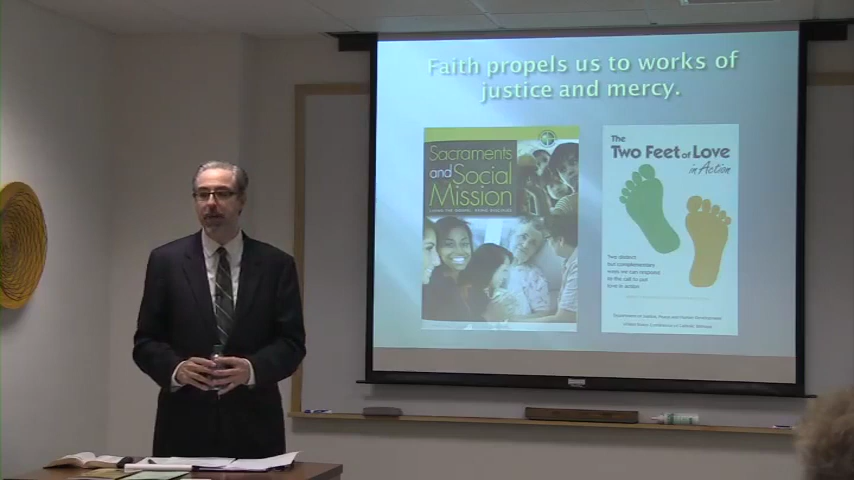 Faith propels us to works of
justice and mercy.
Sacraments
and Social
Mission
The
Two Feet of Love
in Action
Two distinct
but complementary
ways we can respond
to the call to put
love in action